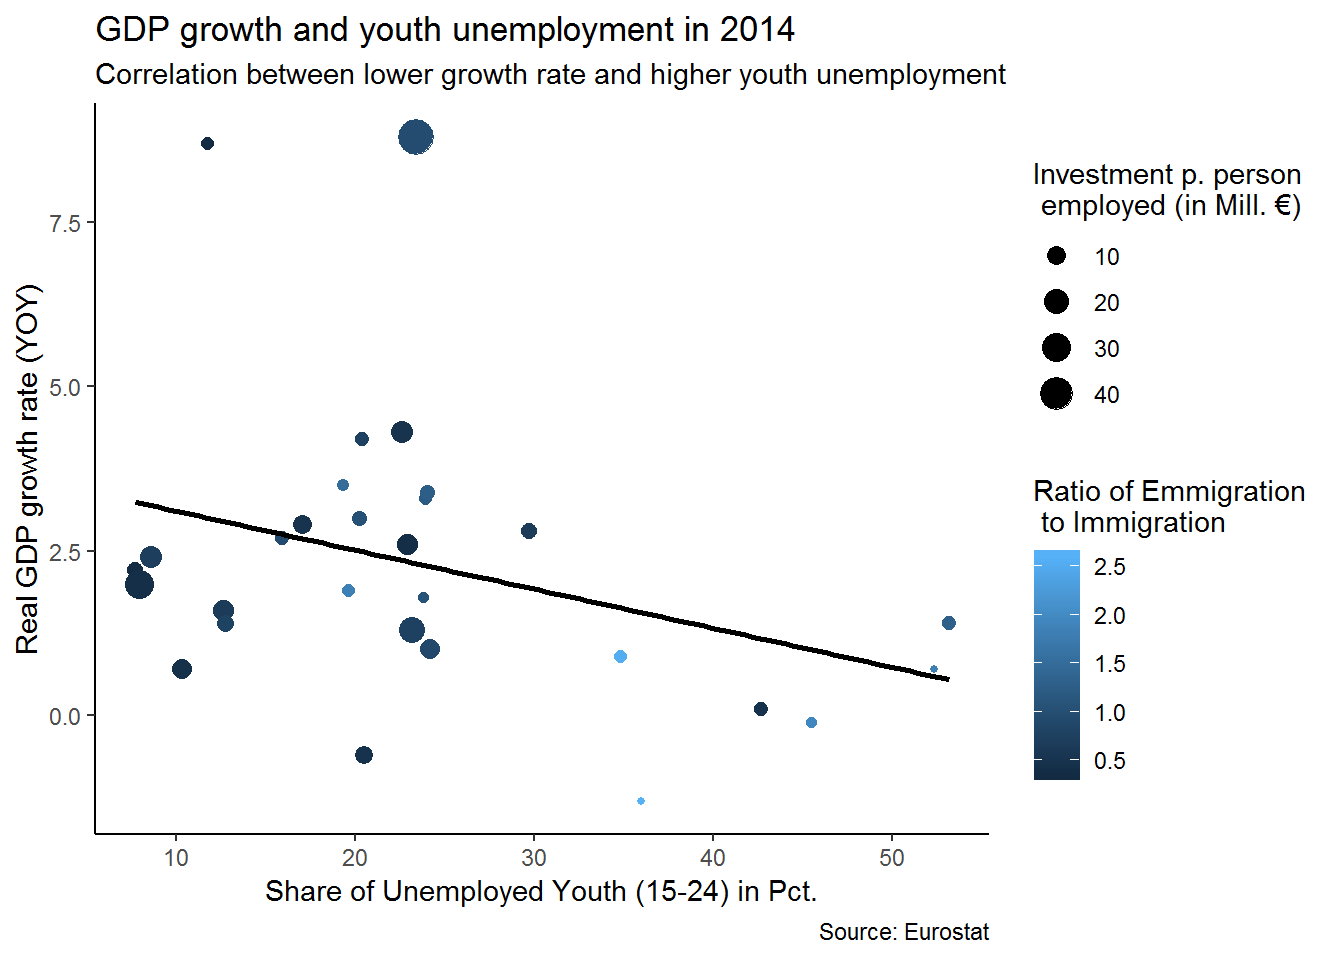 GDP growth and youth unemployment in 2014
Correlation between lower growth rate and higher youth unemployment
Real GDP growth rate (YOY)
7.5
5.0
2.5
0.0
10
20
30
40
50
Share of Unemployed Youth (15-24) in Pct.
Source: Eurostat
Investment p. person
employed (in Mill. €)
10
20
30
40
Ratio of Emmigration
to Immigration
2.5
2.0
1.5
1.0
0.5